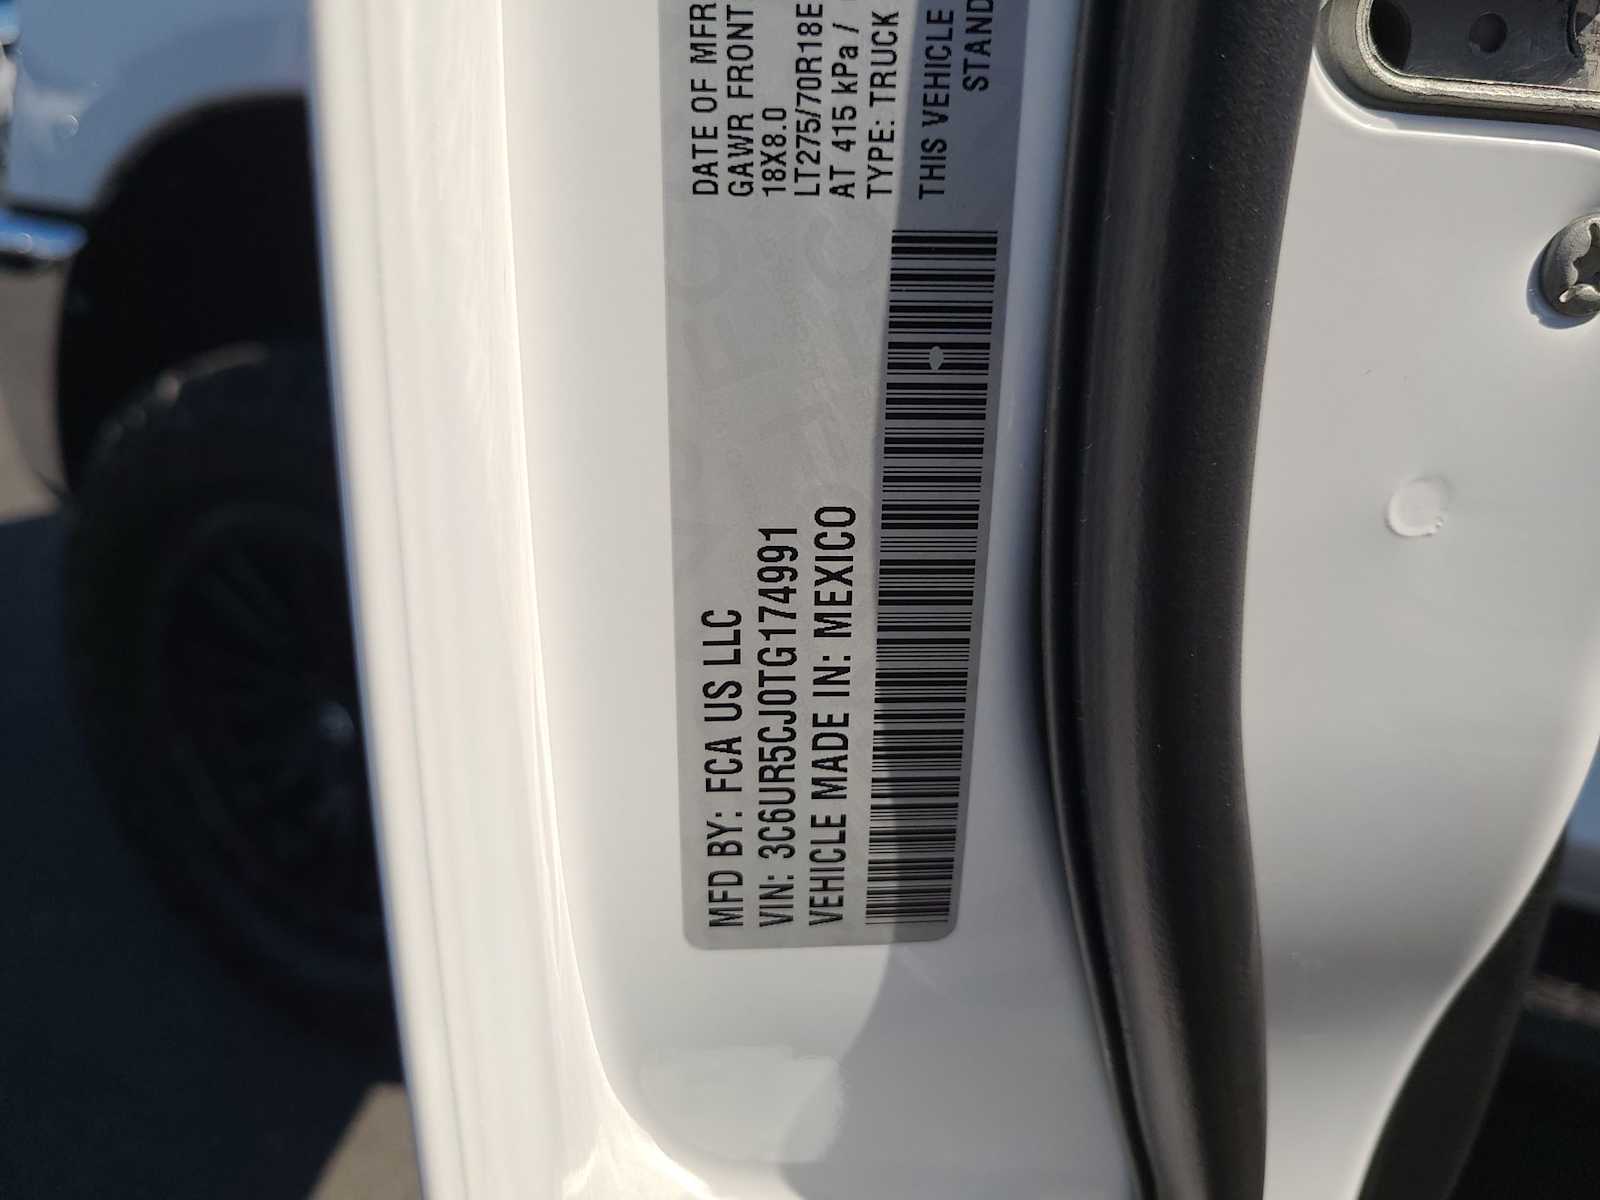 MFD BY: FCA US LLC
VIN: 3C6UR5CJ0TG174991
VEHICLE MADE IN: MEXICO
DATE OF MFR
GAWR FRONT
18X8.0
LT275/70R18E
AT 415 kPa /
TYPE: TRUCK
THIS VEHICLE
STAND